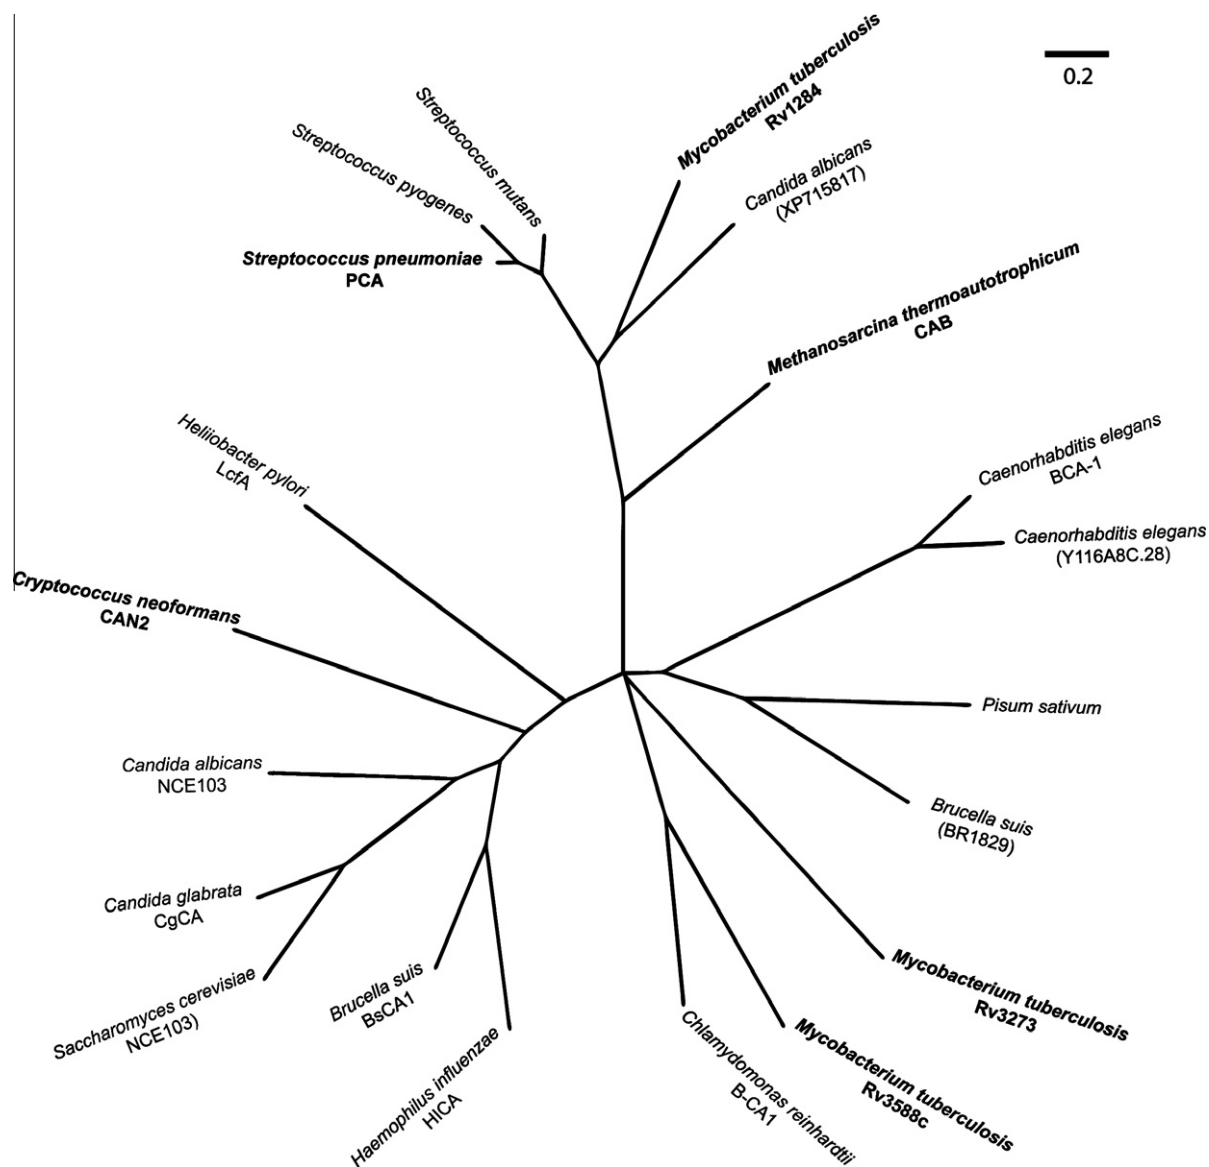 Mycobacterium tuberculosis
Rv1284
0.2
Streptococcus mutans
Streptococcus pyogenes
Candida albicans
(XP715817)
Streptococcus pneumoniae
PCA
Methanosarcina thermoautotrophicum
CAB
Heliiobacter pylori
LcfA
Caenorhabditis elegans
BCA-1
Caenorhabditis elegans
(Y116A8C.28)
Cryptococcus neoformans
CAN2
Pisum sativum
Candida albicans
NCE103
Brucella suis
(BR1829)
Candida glabrata
CgCA
Saccharomyces cerevisiae
NCE103)
Brucella suis
BsCA1
Haemophilus influenzae
HICA
Chlamydomonas reinhardtii
B-CA1
Mycobacterium tuberculosis
Rv3588c
Mycobacterium tuberculosis
Rv3273